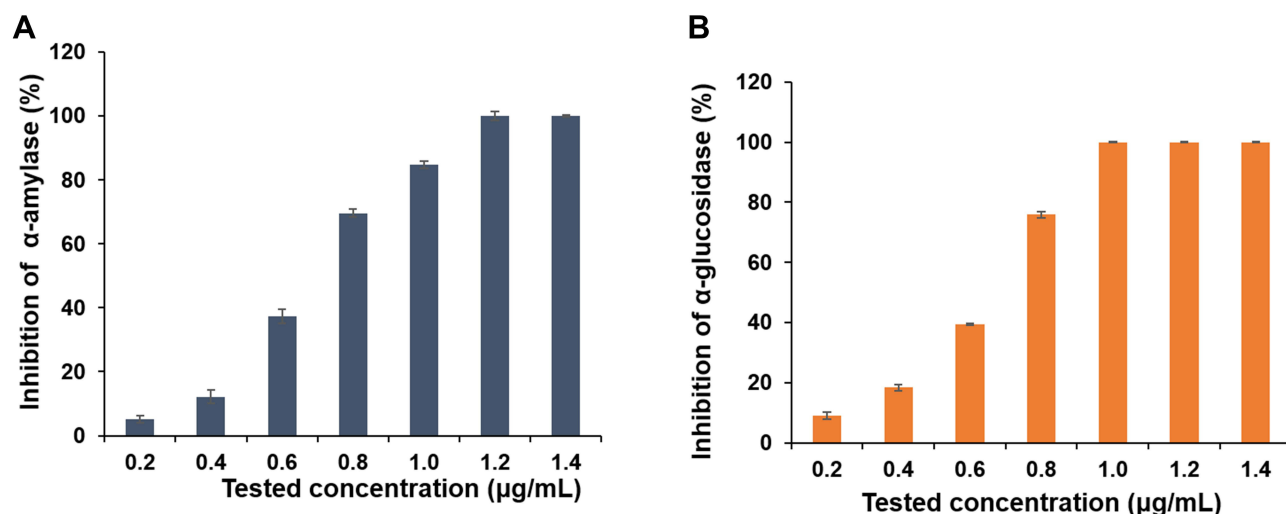 A
Inhibition of α-amylase (%)
120
100
80
60
40
20
0
0.2 0.4 0.6 0.8 1.0 1.2 1.4
Tested concentration (μg/mL)
B
Inhibition of α-glucosidase (%)
120
100
80
60
40
20
0
0.2 0.4 0.6 0.8 1.0 1.2 1.4
Tested concentration (μg/mL)